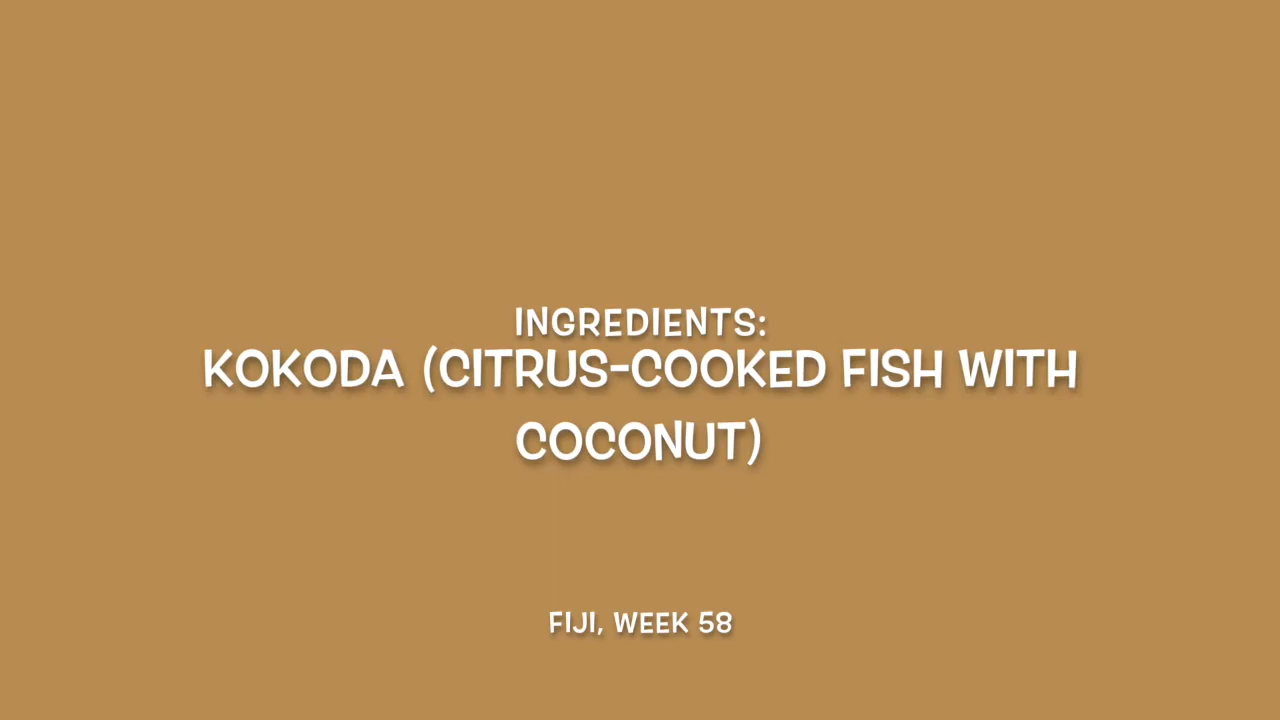 INGREDIENTS:
KOKODA (CITRUS-COOKED FISH WITH
COCONUT)
FIJI, WEEK 58